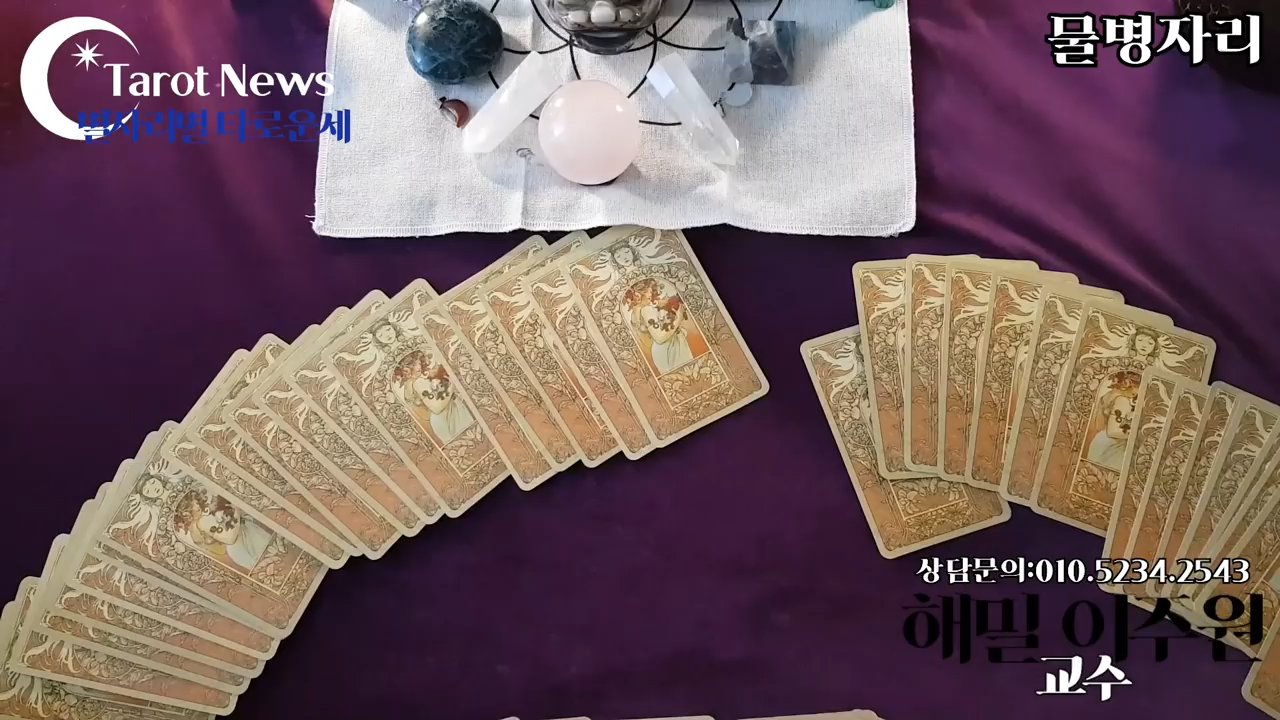 물병자리
Tarot News
별자리별 타로운세
상담문의:010.5234.2543
해밀 이주원
교수